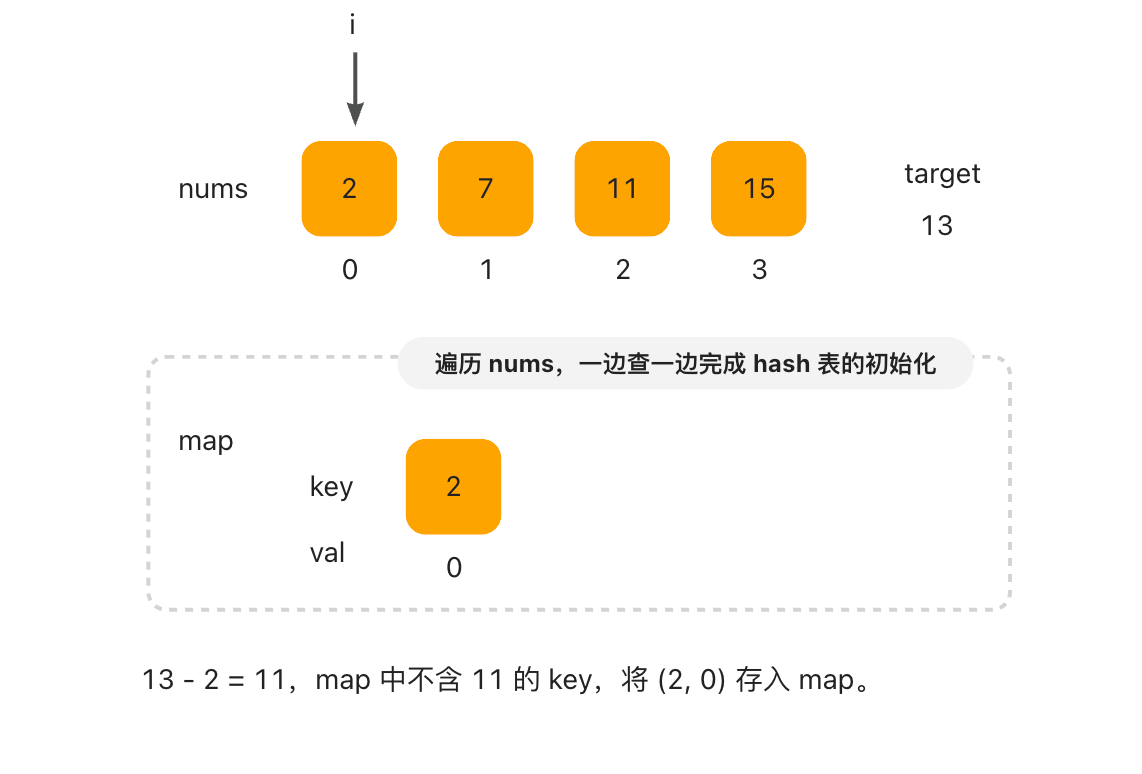 i
nums 2 7 11 15 target
13
0 1 2 3
遍历 nums，一边查一边完成 hash 表的初始化
map
key 2
val 0
13 - 2 = 11，map 中不含 11 的 key，将 (2, 0) 存入 map。